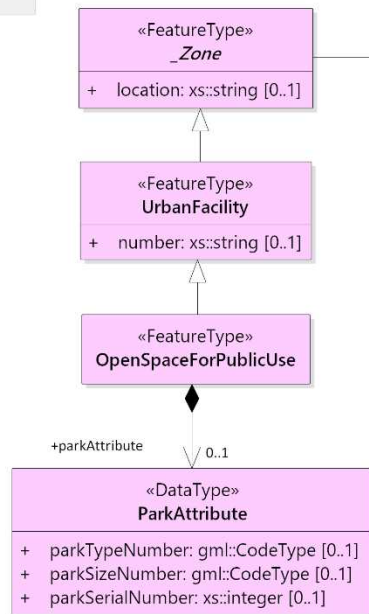 «FeatureType»
_Zone
+ location: xs::string [0..1]
«FeatureType»
UrbanFacility
+ number: xs::string [0..1]
«FeatureType»
OpenSpaceForPublicUse
+parkAttribute
0..1
«DataType»
ParkAttribute
+ parkTypeNumber: gml::CodeType [0..1]
+ parkSizeNumber: gml::CodeType [0..1]
+ parkSerialNumber: xs::integer [0..1]